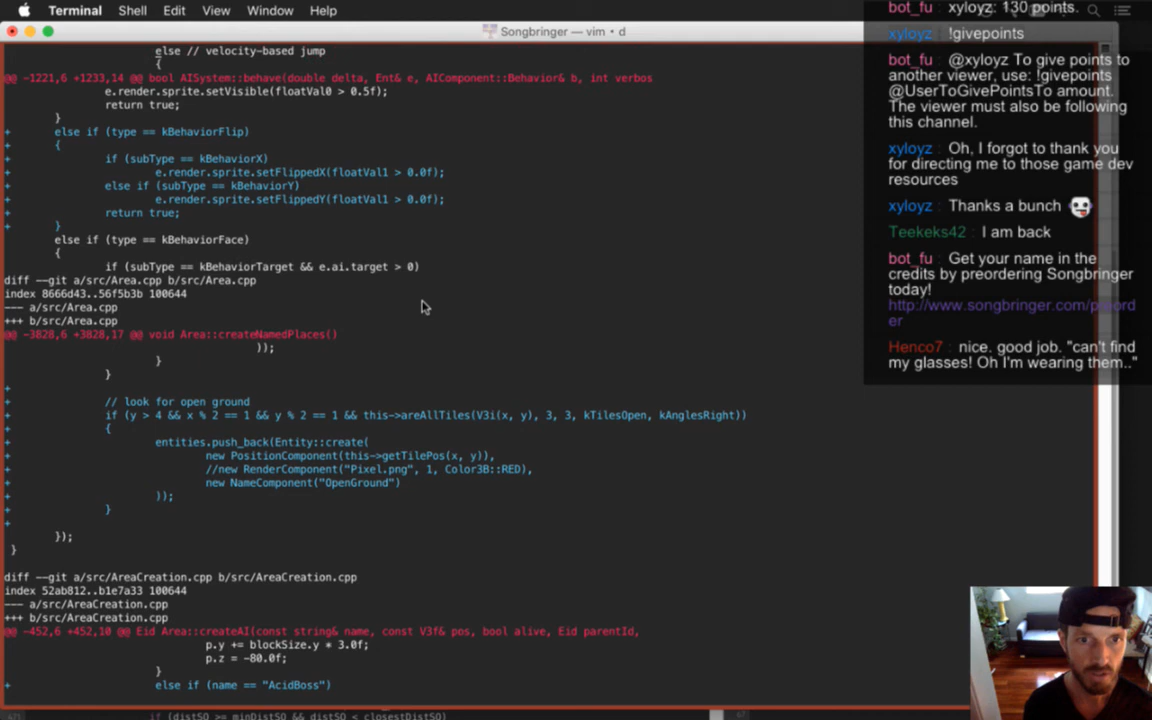 Terminal Shell Edit View Window Help
Songbringer — vim • d
else // velocity-based jump
{
@@ -1221,6 +1233,14 @@ bool AISystem::behave(double delta, Ent& e, AIComponent::Behavior& b, int verbos
e.render.sprite.setVisible(floatVal0 > 0.5f);
return true;
}
+ else if (type == kBehaviorFlip)
+ {
+ if (subType == kBehaviorX)
+ e.render.sprite.setFlippedX(floatVal1 > 0.0f);
+ else if (subType == kBehaviorY)
+ e.render.sprite.setFlippedY(floatVal1 > 0.0f);
+ return true;
+ }
else if (type == kBehaviorFace)
{
if (subType == kBehaviorTarget && e.ai.target > 0)
diff --git a/src/Area.cpp b/src/Area.cpp
index 8666d43..56f5b3b 100644
--- a/src/Area.cpp
+++ b/src/Area.cpp
@@ -3828,6 +3828,17 @@ void Area::createNamedPlaces()
));
}
}
+
+ // look for open ground
+ if (y > 4 && x % 2 == 1 && y % 2 == 1 && this->areAllTiles(V3i(x, y), 3, 3, kTilesOpen, kAnglesRight))
+ {
+ entities.push_back(Entity::create(
+ new PositionComponent(this->getTilePos(x, y)),
+ //new RenderComponent("Pixel.png", 1, Color3B::RED),
+ new NameComponent("OpenGround")
+ ));
+ }
+
});
}
diff --git a/src/AreaCreation.cpp b/src/AreaCreation.cpp
index 52ab812..b1e7a33 100644
--- a/src/AreaCreation.cpp
+++ b/src/AreaCreation.cpp
@@ -452,6 +452,10 @@ Eid Area::createAI(const string& name, const V3f& pos, bool alive, Eid parentId,
p.y += blockSize.y * 3.0f;
p.z = -80.0f;
}
+ else if (name == "AcidBoss")
if (distSQ >= minDistSQ && distSQ < closestDistSQ)
bot_fu : xyloyz: 130 points.
xyloyz : !givepoints
bot_fu : @xyloyz To give points to
another viewer, use: !givepoints
@UserToGivePointsTo amount.
The viewer must also be following
this channel.
xyloyz : Oh, I forgot to thank you
for directing me to those game dev
resources
xyloyz : Thanks a bunch
Teekeks42 : I am back
bot_fu : Get your name in the
credits by preordering Songbringer
today!
http://www.songbringer.com/preord
er
Henco7 : nice. good job. "can't find
my glasses! Oh I'm wearing them.."